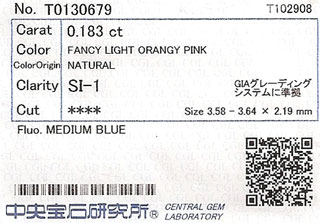 No. T0130679 T102908
Carat 0.183 ct
Color FANCY LIGHT ORANGY PINK
ColorOrigin NATURAL
Clarity SI-1 GIAグレーディング
システムに準拠
Cut **** Size 3.58 - 3.64 × 2.19 mm
Fluo. MEDIUM BLUE
中央宝石研究所® CENTRAL GEM
LABORATORY